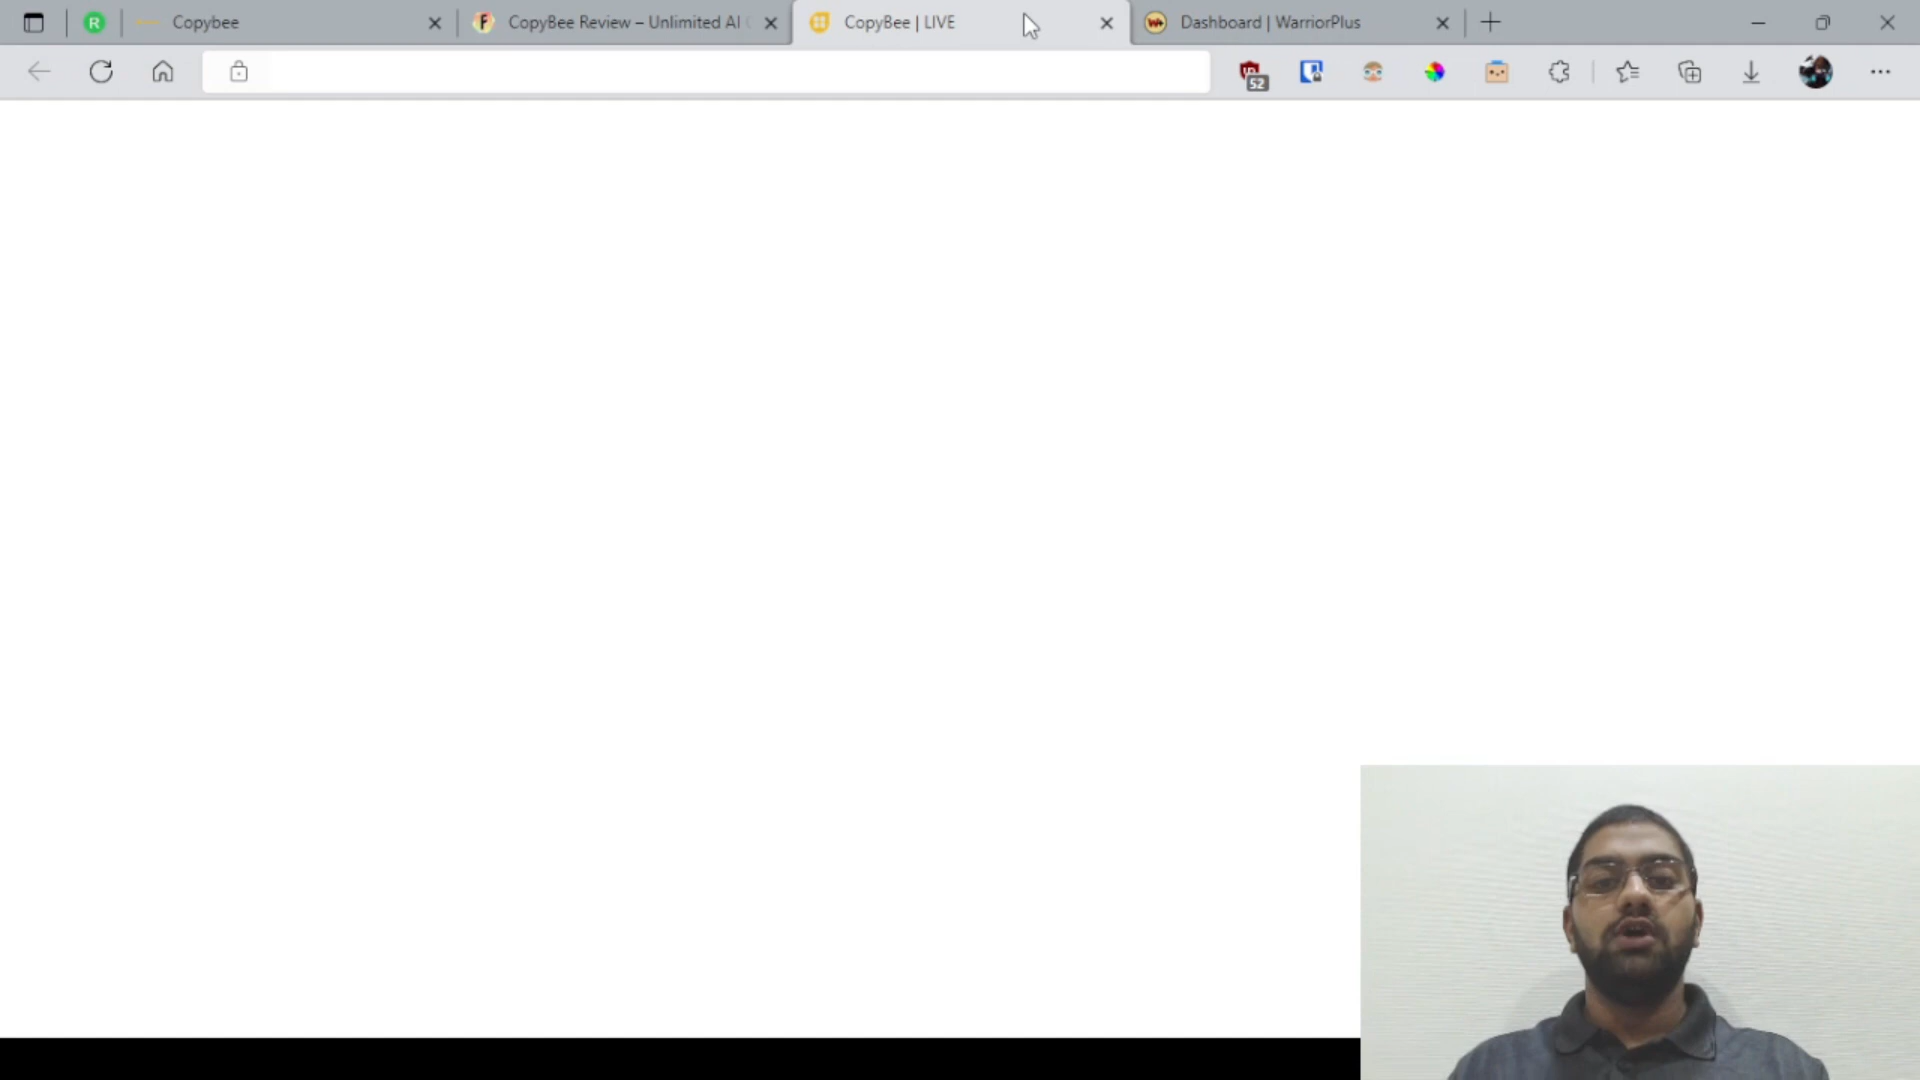 R
Copybee
F
CopyBee Review – Unlimited AI
CopyBee | LIVE
W+
Dashboard | WarriorPlus
52